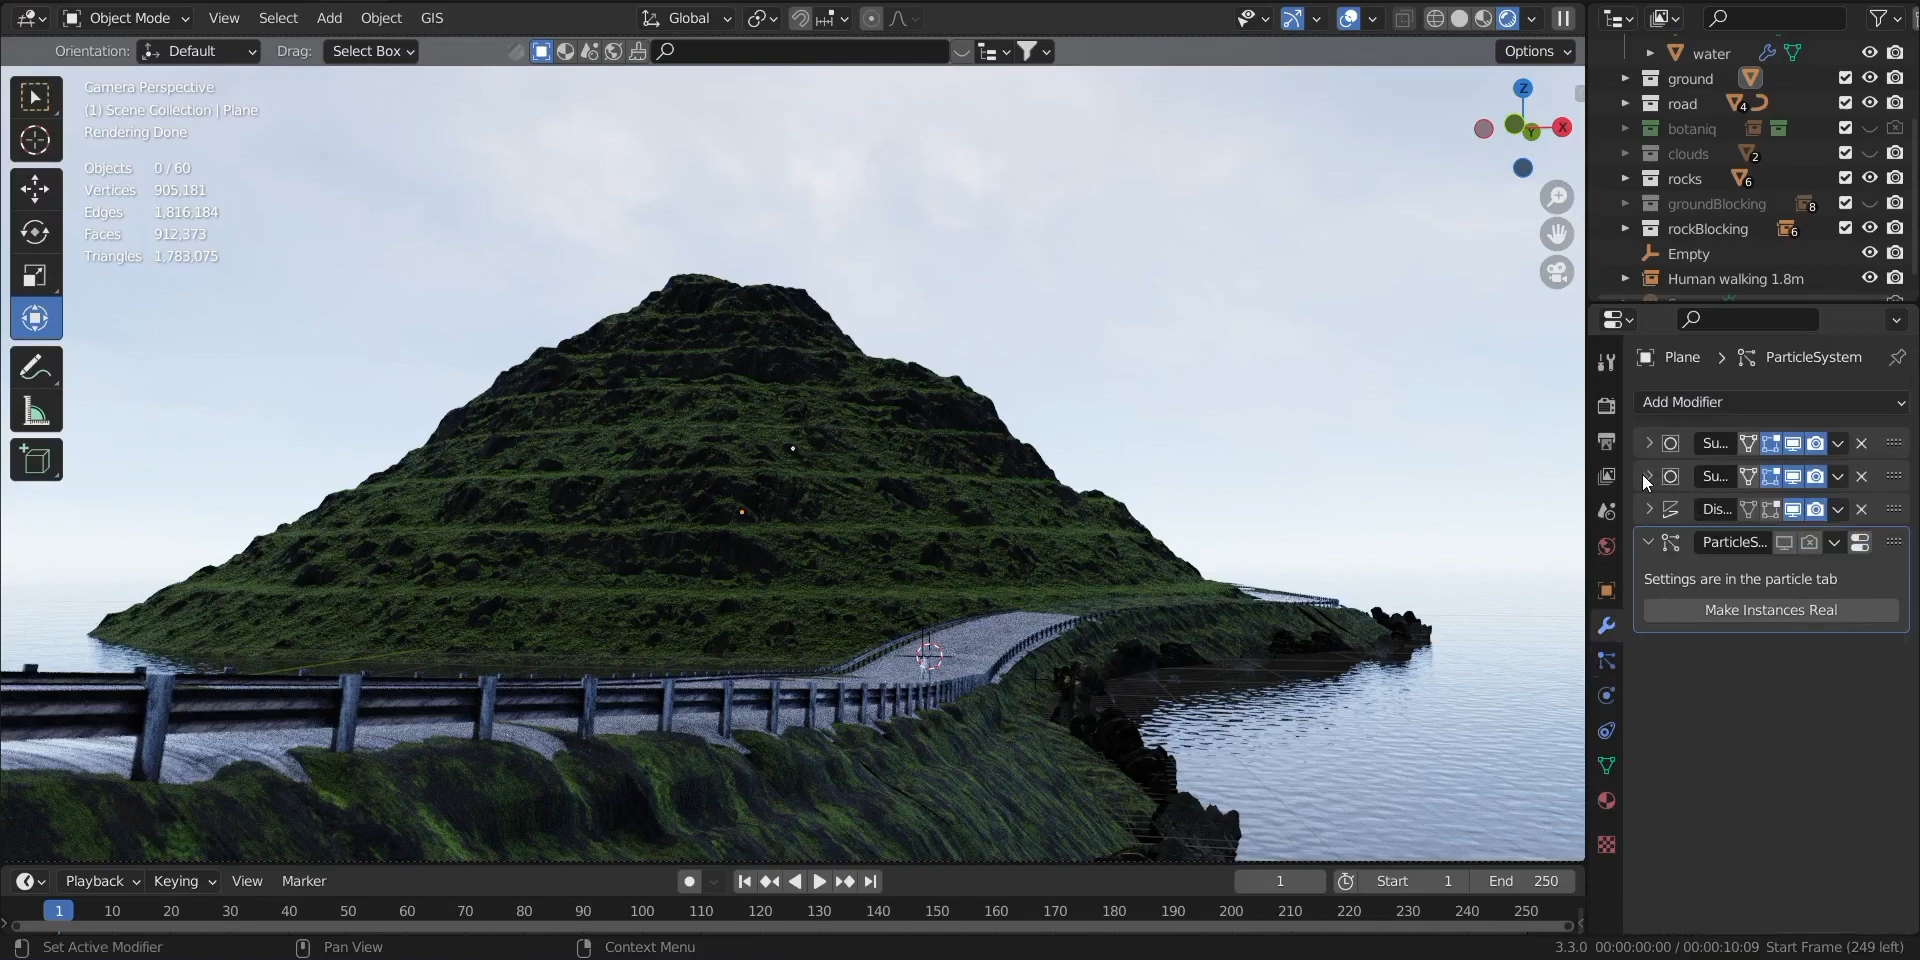 Object Mode View Select Add Object GIS Global
Orientation: Default Drag: Select Box Options
Camera Perspective
(1) Scene Collection | Plane
Rendering Done
Objects 0 / 60
Vertices 905,181
Edges 1,816,184
Faces 912,373
Triangles 1,783,075
Z
Y
X
water
ground
road 4
botaniq
clouds 2
rocks 6
groundBlocking 8
rockBlocking 6
Empty
Human walking 1.8m
Plane > ParticleSystem
Add Modifier
Su...
Su...
Dis...
ParticleS...
Settings are in the particle tab
Make Instances Real
Playback Keying View Marker 1 Start 1 End 250
1 10 20 30 40 50 60 70 80 90 100 110 120 130 140 150 160 170 180 190 200 210 220 230 240 250
Set Active Modifier Pan View Context Menu 3.3.0 00:00:00:00 / 00:00:10:09 Start Frame (249 left)